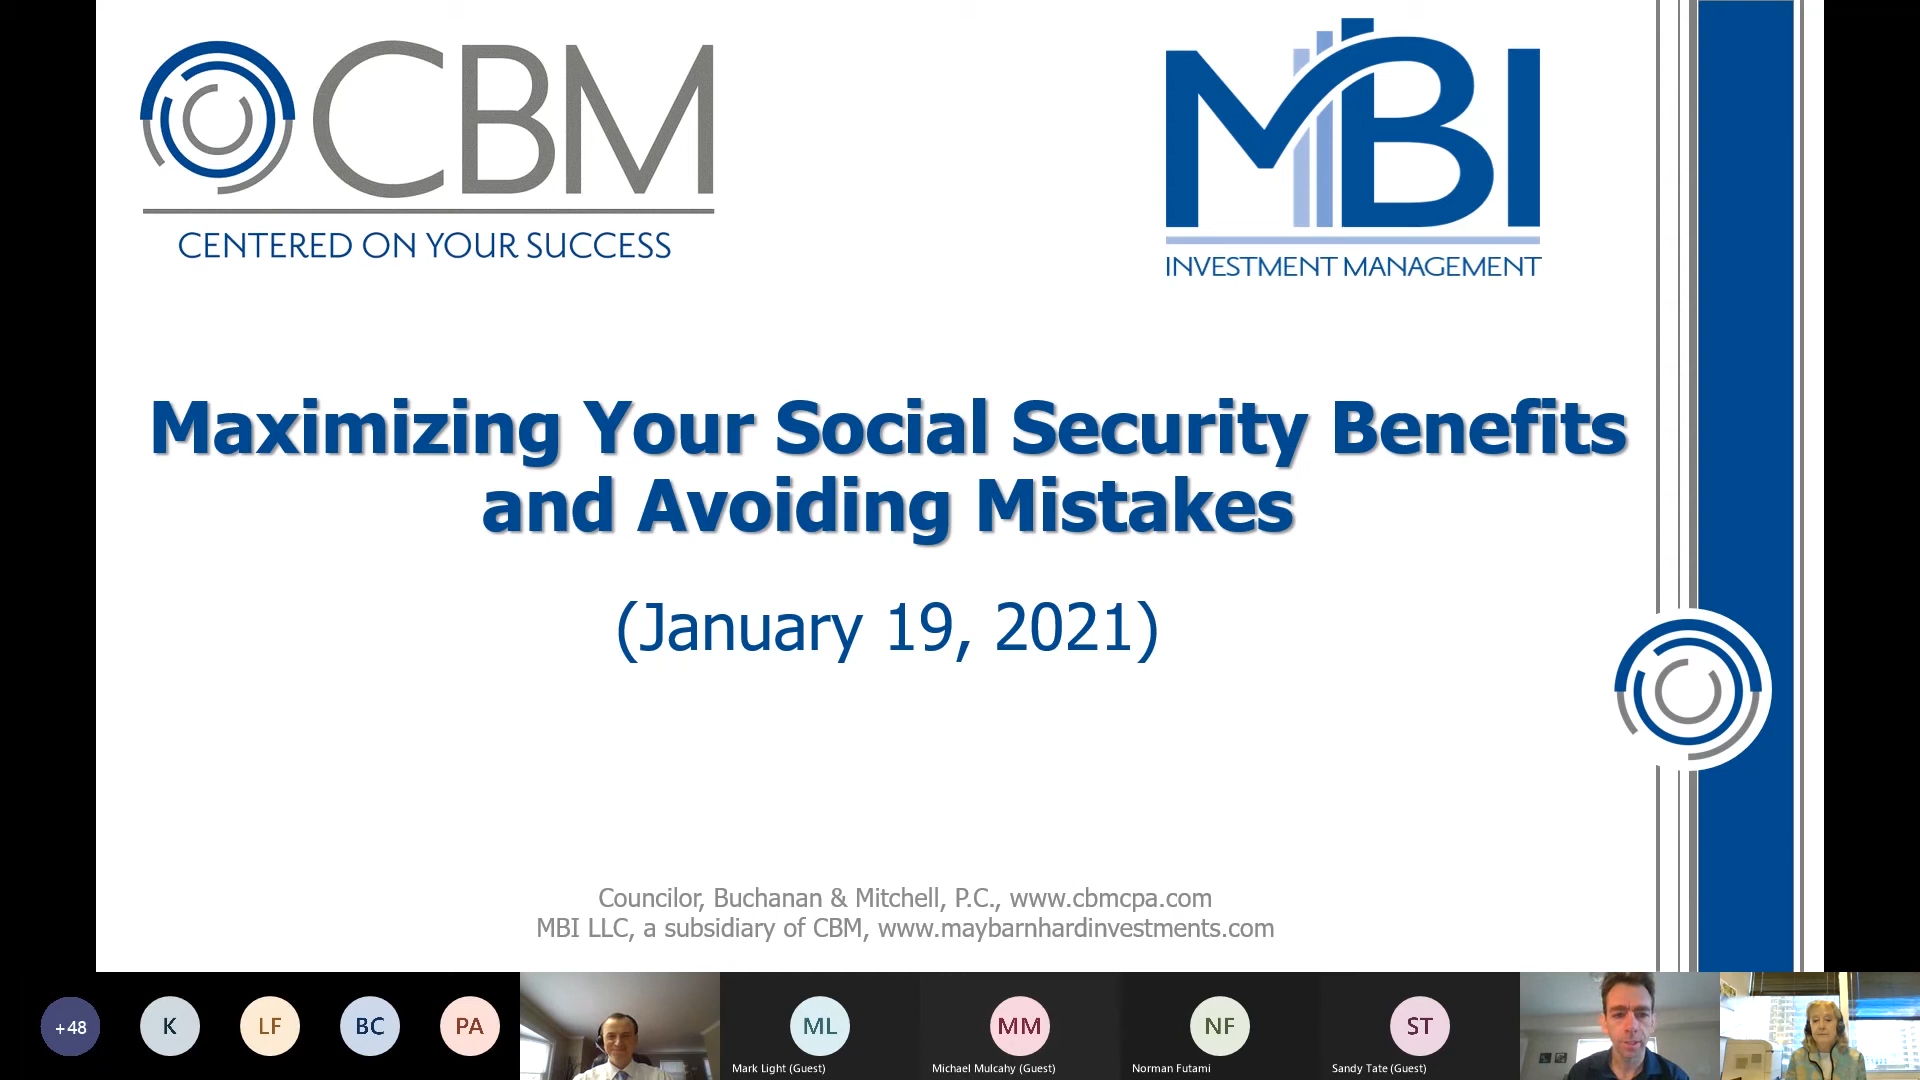 CBM
CENTERED ON YOUR SUCCESS
MBI
INVESTMENT MANAGEMENT
Maximizing Your Social Security Benefits
and Avoiding Mistakes
(January 19, 2021)
Councilor, Buchanan & Mitchell, P.C., www.cbmcpa.com
MBI LLC, a subsidiary of CBM, www.maybarnhardinvestments.com
+48
K
LF
BC
PA
ML
MM
NF
ST
Mark Light (Guest)
Michael Mulcahy (Guest)
Norman Futami
Sandy Tate (Guest)